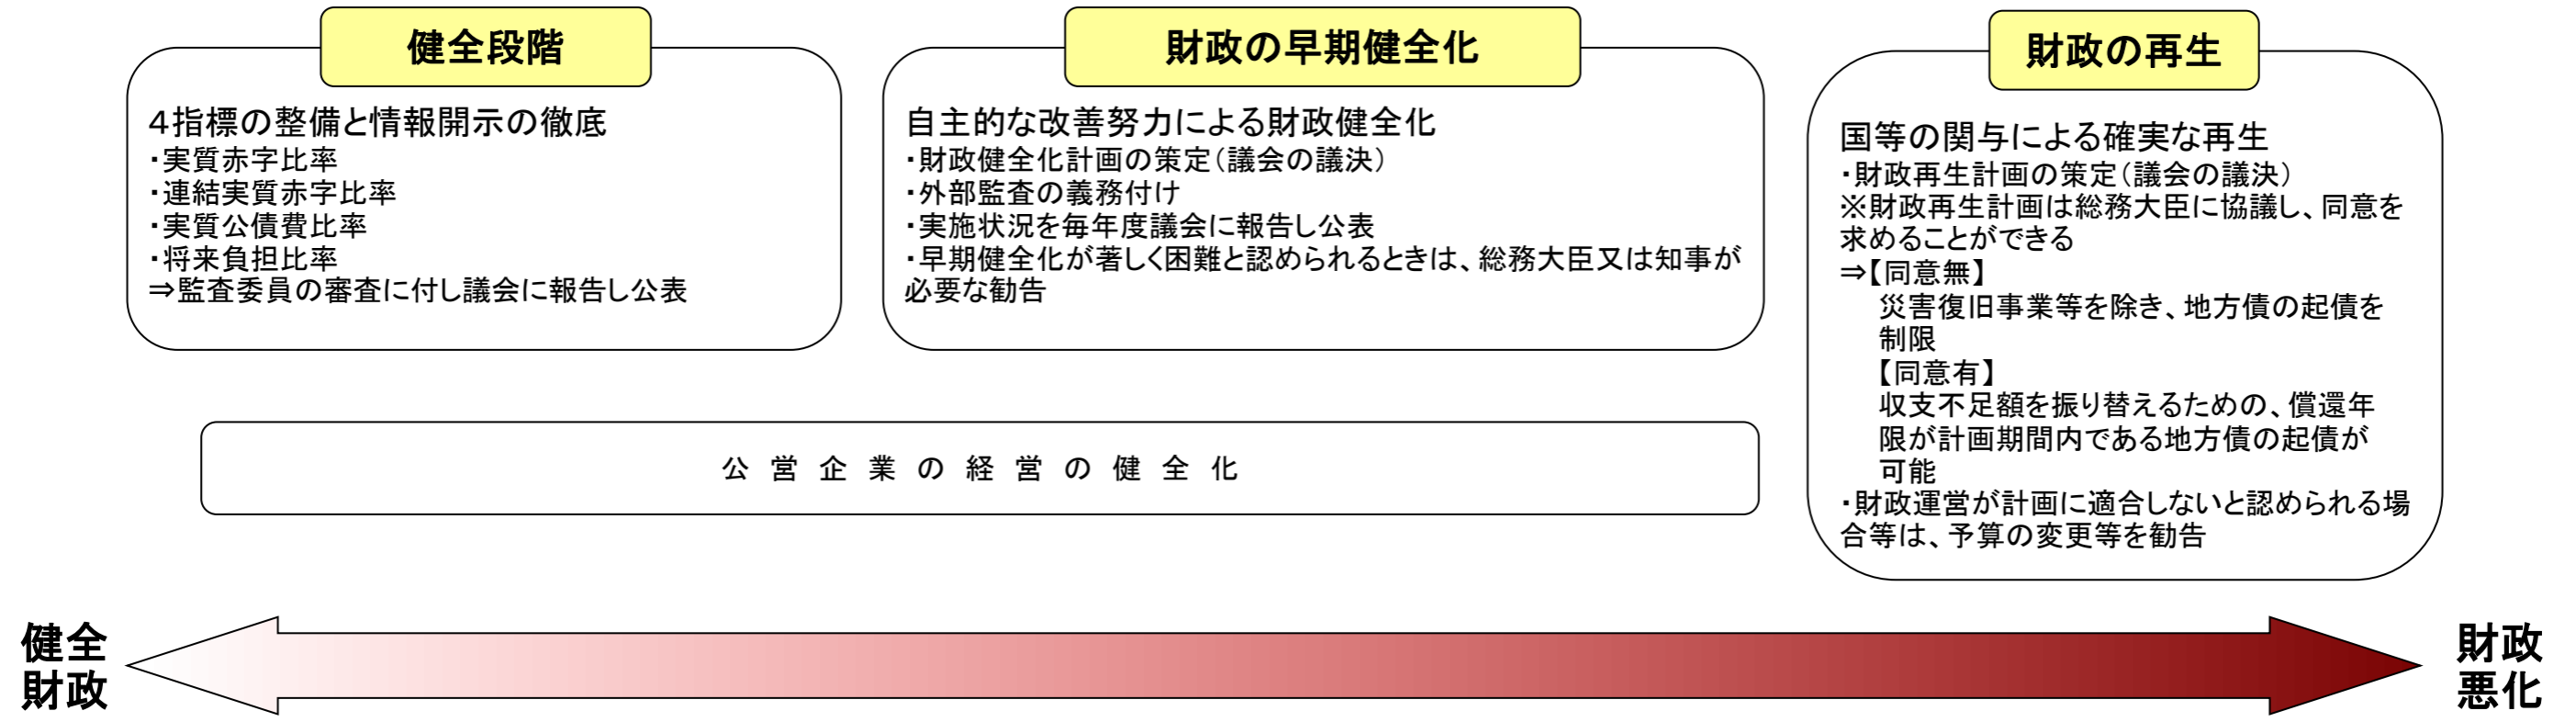 健全段階
４指標の整備と情報開示の徹底
・実質赤字比率
・連結実質赤字比率
・実質公債費比率
・将来負担比率
⇒監査委員の審査に付し議会に報告し公表
財政の早期健全化
自主的な改善努力による財政健全化
・財政健全化計画の策定（議会の議決）
・外部監査の義務付け
・実施状況を毎年度議会に報告し公表
・早期健全化が著しく困難と認められるときは、総務大臣又は知事が
必要な勧告
財政の再生
国等の関与による確実な再生
・財政再生計画の策定（議会の議決）
※財政再生計画は総務大臣に協議し、同意を
求めることができる
⇒【同意無】
災害復旧事業等を除き、地方債の起債を
制限
【同意有】
収支不足額を振り替えるための、償還年
限が計画期間内である地方債の起債が
可能
・財政運営が計画に適合しないと認められる場
合等は、予算の変更等を勧告
公営企業の経営の健全化
健全
財政
財政
悪化